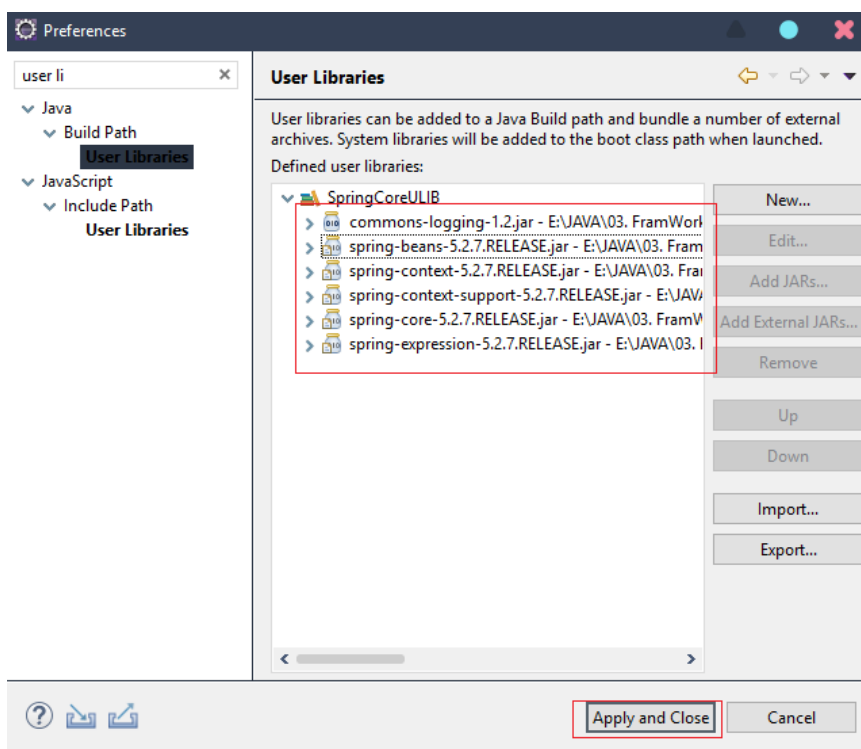 Preferences
user li
Java
Build Path
User Libraries
JavaScript
Include Path
User Libraries
User Libraries
User libraries can be added to a Java Build path and bundle a number of external
archives. System libraries will be added to the boot class path when launched.
Defined user libraries:
SpringCoreULIB
commons-logging-1.2.jar - E:\JAVA\03. FramWork
spring-beans-5.2.7.RELEASE.jar - E:\JAVA\03. Fram
spring-context-5.2.7.RELEASE.jar - E:\JAVA\03. Fra
spring-context-support-5.2.7.RELEASE.jar - E:\JAVA
spring-core-5.2.7.RELEASE.jar - E:\JAVA\03. FramW
spring-expression-5.2.7.RELEASE.jar - E:\JAVA\03.
New...
Edit...
Add JARs...
Add External JARs...
Remove
Up
Down
Import...
Export...
Apply and Close
Cancel